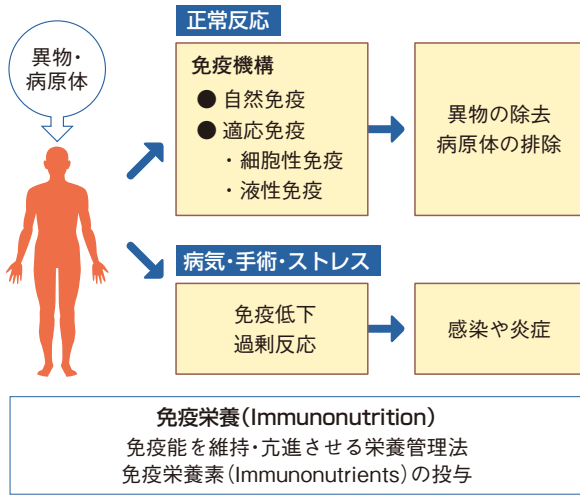 異物・
病原体
正常反応
免疫機構
● 自然免疫
● 適応免疫
・細胞性免疫
・液性免疫
異物の除去
病原体の排除
病気・手術・ストレス
免疫低下
過剰反応
感染や炎症
免疫栄養(Immunonutrition)
免疫能を維持・亢進させる栄養管理法
免疫栄養素(Immunonutrients)の投与